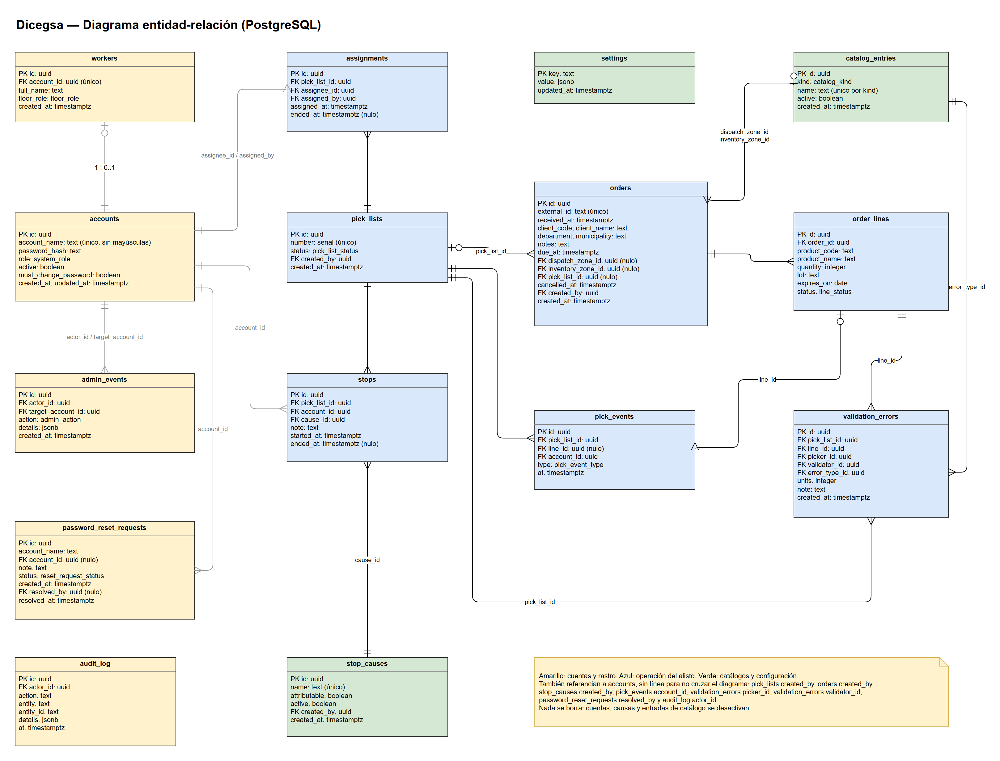 Dicegsa — Diagrama entidad-relación (PostgreSQL)
workers
PK id: uuid
FK account_id: uuid (único)
full_name: text
floor_role: floor_role
created_at: timestamptz
assignments
PK id: uuid
FK pick_list_id: uuid
FK assignee_id: uuid
FK assigned_by: uuid
assigned_at: timestamptz
ended_at: timestamptz (nulo)
settings
PK key: text
value: jsonb
updated_at: timestamptz
catalog_entries
PK id: uuid
kind: catalog_kind
name: text (único por kind)
active: boolean
created_at: timestamptz
dispatch_zone_id
inventory_zone_id
assignee_id / assigned_by
1 : 0..1
accounts
PK id: uuid
account_name: text (único, sin mayúsculas)
password_hash: text
role: system_role
active: boolean
must_change_password: boolean
created_at, updated_at: timestamptz
pick_lists
PK id: uuid
number: serial (único)
status: pick_list_status
FK created_by: uuid
created_at: timestamptz
pick_list_id
orders
PK id: uuid
external_id: text (único)
received_at: timestamptz
client_code, client_name: text
department, municipality: text
notes: text
due_at: timestamptz
FK dispatch_zone_id: uuid (nulo)
FK inventory_zone_id: uuid (nulo)
FK pick_list_id: uuid (nulo)
cancelled_at: timestamptz
FK created_by: uuid
created_at: timestamptz
order_lines
PK id: uuid
FK order_id: uuid
product_code: text
product_name: text
quantity: integer
lot: text
expires_on: date
status: line_status
error_type_id
account_id
actor_id / target_account_id
line_id
line_id
admin_events
PK id: uuid
FK actor_id: uuid
FK target_account_id: uuid
action: admin_action
details: jsonb
created_at: timestamptz
account_id
stops
PK id: uuid
FK pick_list_id: uuid
FK account_id: uuid
FK cause_id: uuid
note: text
started_at: timestamptz
ended_at: timestamptz (nulo)
pick_events
PK id: uuid
FK pick_list_id: uuid
FK line_id: uuid (nulo)
FK account_id: uuid
type: pick_event_type
at: timestamptz
validation_errors
PK id: uuid
FK pick_list_id: uuid
FK line_id: uuid
FK picker_id: uuid
FK validator_id: uuid
FK error_type_id: uuid
units: integer
note: text
created_at: timestamptz
password_reset_requests
PK id: uuid
account_name: text
FK account_id: uuid (nulo)
note: text
status: reset_request_status
created_at: timestamptz
FK resolved_by: uuid (nulo)
resolved_at: timestamptz
cause_id
pick_list_id
audit_log
PK id: uuid
FK actor_id: uuid
action: text
entity: text
entity_id: text
details: jsonb
at: timestamptz
stop_causes
PK id: uuid
name: text (único)
attributable: boolean
active: boolean
FK created_by: uuid
created_at: timestamptz
Amarillo: cuentas y rastro. Azul: operación del alisto. Verde: catálogos y configuración.
También referencian a accounts, sin línea para no cruzar el diagrama: pick_lists.created_by, orders.created_by,
stop_causes.created_by, pick_events.account_id, validation_errors.picker_id, validation_errors.validator_id,
password_reset_requests.resolved_by y audit_log.actor_id.
Nada se borra: cuentas, causas y entradas de catálogo se desactivan.